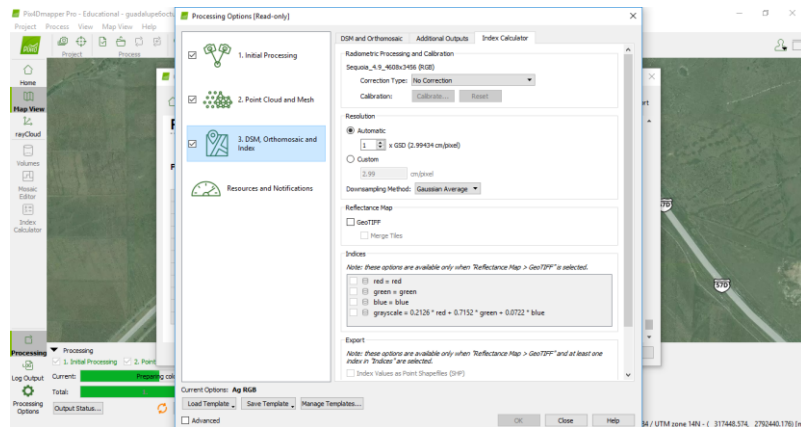 Pix4Dmapper Pro - Educational - guadalupe5octu
Project Process View Map View Help
Project
Process
Home
Map View
rayCloud
Volumes
Mosaic
Editor
Index
Calculator
Processing
Log Output
Processing
Options
Processing
1. Initial Processing
2. Point
Current:
Preparing
Total:
Output Status...
Processing Options [Read-only]
1. Initial Processing
2. Point Cloud and Mesh
3. DSM, Orthomosaic and
Index
Resources and Notifications
DSM and Orthomosaic
Additional Outputs
Index Calculator
Radiometric Processing and Calibration
Sequoia_4.9_4608x3456 (RGB)
Correction Type: No Correction
Calibration: Calibrate... Reset
Resolution
Automatic
1 x GSD (2.99434 cm/pixel)
Custom
2.99 cm/pixel
Downsampling Method: Gaussian Average
Reflectance Map
GeoTIFF
Merge Tiles
Indices
Note: these options are available only when "Reflectance Map > GeoTIFF" is selected.
red = red
green = green
blue = blue
grayscale = 0.2126 * red + 0.7152 * green + 0.0722 * blue
Export
Note: these options are available only when "Reflectance Map > GeoTIFF" and at least one
index in "Indices" are selected.
Index Values as Point Shapefiles (SHP)
Current Options: Ag RGB
Load Template
Save Template
Manage Templates...
Advanced
OK
Close
Help
57D
84 / UTM zone 14N - ( 317448.574, 2792440.176) [m